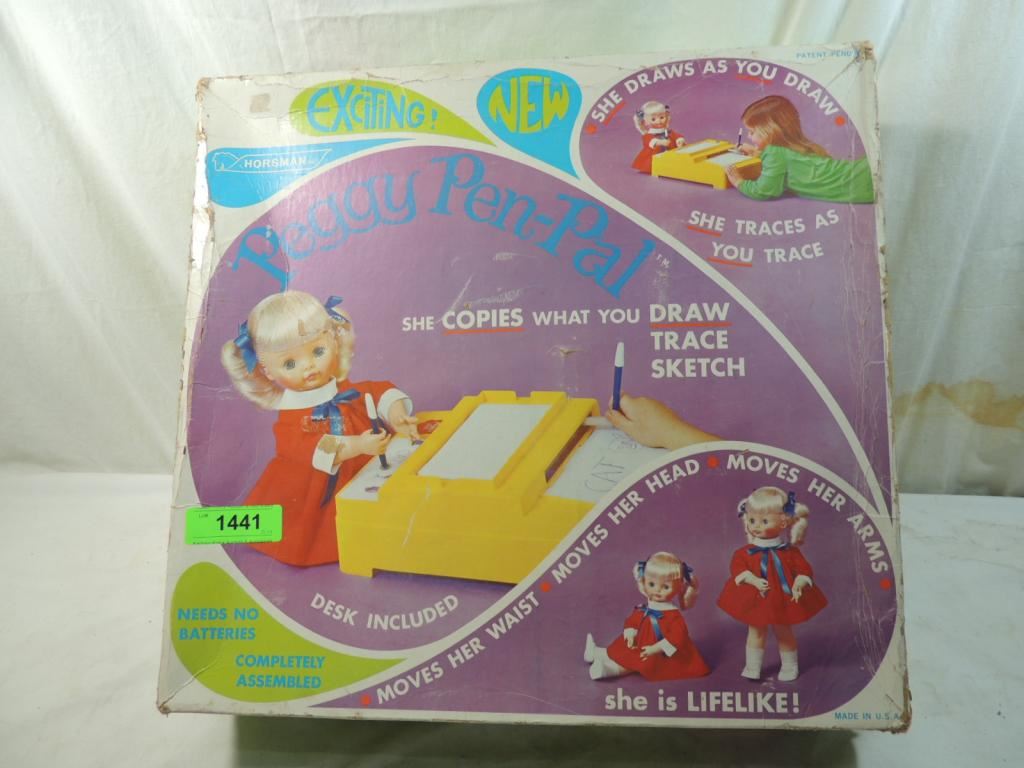 PATENT PEND
EXCITING!
NEW
HORSMAN
• SHE DRAWS AS YOU DRAW •
SHE TRACES AS
YOU TRACE
Peggy Pen-Pal
TM
SHE COPIES WHAT YOU DRAW
TRACE
SKETCH
CAT
LOT
1441
DESK INCLUDED
NEEDS NO
BATTERIES
COMPLETELY
ASSEMBLED
• MOVES HER WAIST • MOVES HER HEAD • MOVES HER ARMS •
she is LIFELIKE!
MADE IN U.S.A.